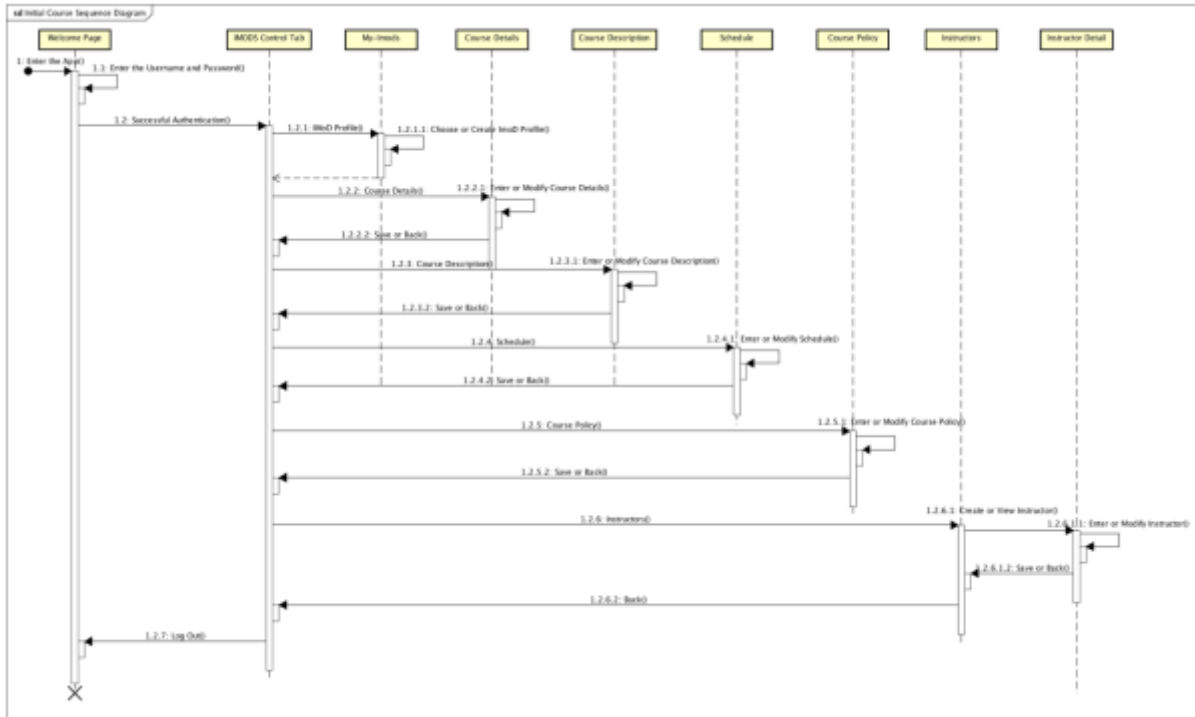 sd Initial Course Sequence Diagram
Welcome Page
IMODS Control Tab
My-Imods
Course Details
Course Description
Schedule
Course Policy
Instructors
Instructor Detail
1: Enter the App()
1.1: Enter the Username and Password()
1.2: Successful Authentication()
1.2.1: IMoD Profile()
1.2.1.1: Choose or Create ImoD Profile()
1.2.2: Course Details()
1.2.2.1: Enter or Modify Course Details()
1.2.2.2: Save or Back()
1.2.3: Course Description()
1.2.3.1: Enter or Modify Course Description()
1.2.3.2: Save or Back()
1.2.4: Schedule()
1.2.4.1: Enter or Modify Schedule()
1.2.4.2: Save or Back()
1.2.5: Course Policy()
1.2.5.1: Enter or Modify Course Policy()
1.2.5.2: Save or Back()
1.2.6: Instructors()
1.2.6.1: Create or View Instructor()
1.2.6.1.1: Enter or Modify Instructor()
1.2.6.1.2: Save or Back()
1.2.6.2: Back()
1.2.7: Log Out()